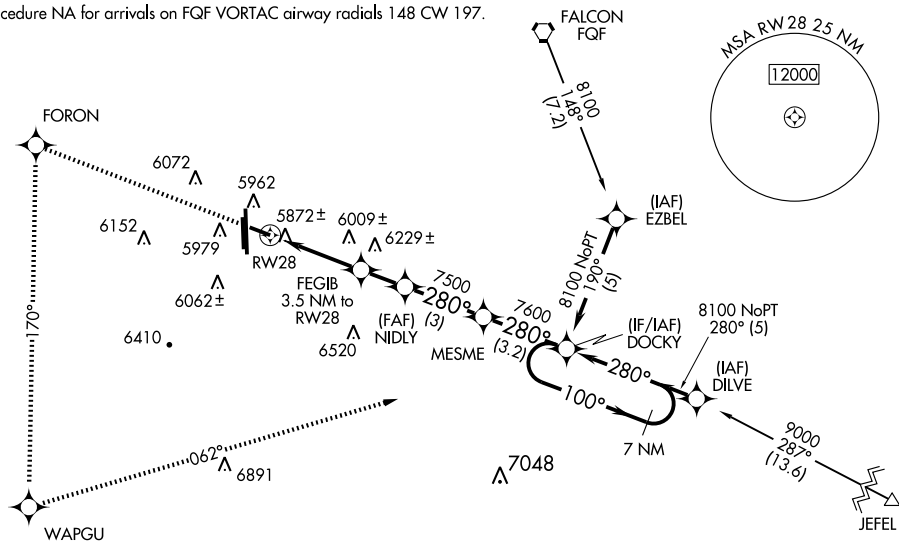 cedure NA for arrivals on FQF VORTAC airway radials 148 CW 197.
FALCON
FQF
MSA RW28 25 NM
12000
8100
148°
(7.2)
FORON
6072
5962
6152
5979
5872±
6009±
6229±
(IAF)
EZBEL
RW28
6062±
8100 NoPT
190°
(5)
FEGIB
3.5 NM to
RW28
7500
280°
(3)
7600
280°
(3.2)
8100 NoPT
280° (5)
170°
6410
6520
(FAF)
NIDLY
MESME
(IF/IAF)
DOCKY
280°
(IAF)
DILVE
100°
7 NM
9000
287°
(13.6)
062°
6891
7048
WAPGU
JEFEL